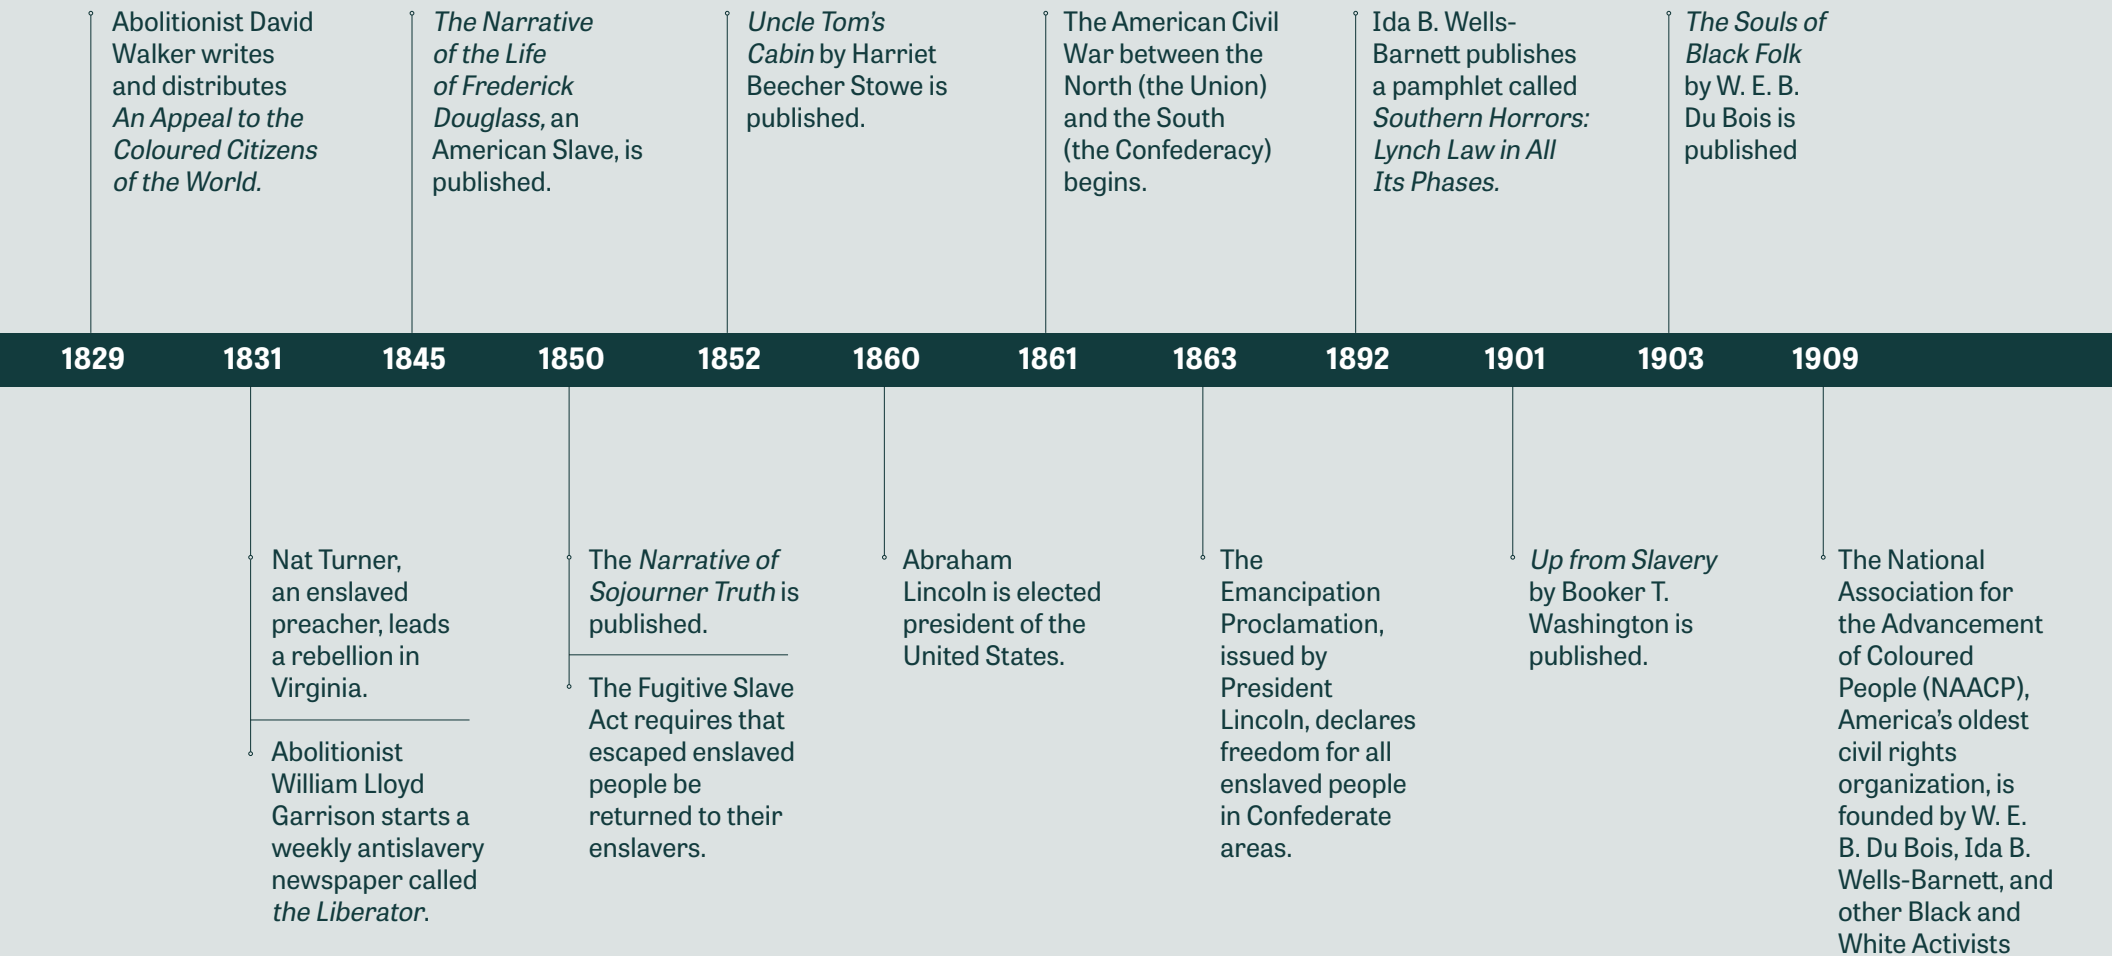 Abolitionist David
Walker writes
and distributes
An Appeal to the
Coloured Citizens
of the World.
The Narrative
of the Life
of Frederick
Douglass, an
American Slave, is
published.
Uncle Tom's
Cabin by Harriet
Beecher Stowe is
published.
The American Civil
War between the
North (the Union)
and the South
(the Confederacy)
begins.
Ida B. Wells-
Barnett publishes
a pamphlet called
Southern Horrors:
Lynch Law in All
Its Phases.
The Souls of
Black Folk
by W. E. B.
Du Bois is
published
1829 1831 1845 1850 1852 1860 1861 1863 1892 1901 1903 1909
Nat Turner,
an enslaved
preacher, leads
a rebellion in
Virginia.
Abolitionist
William Lloyd
Garrison starts a
weekly antislavery
newspaper called
the Liberator.
The Narrative of
Sojourner Truth is
published.
The Fugitive Slave
Act requires that
escaped enslaved
people be
returned to their
enslavers.
Abraham
Lincoln is elected
president of the
United States.
The
Emancipation
Proclamation,
issued by
President
Lincoln, declares
freedom for all
enslaved people
in Confederate
areas.
Up from Slavery
by Booker T.
Washington is
published.
The National
Association for
the Advancement
of Coloured
People (NAACP),
America's oldest
civil rights
organization, is
founded by W. E.
B. Du Bois, Ida B.
Wells-Barnett, and
other Black and
White Activists